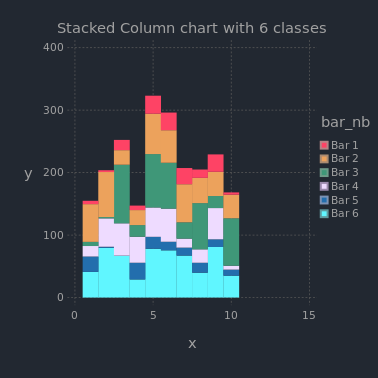 Stacked Column chart with 6 classes
400
300
200
100
0
y
0
5
10
15
x
bar_nb
Bar 1
Bar 2
Bar 3
Bar 4
Bar 5
Bar 6